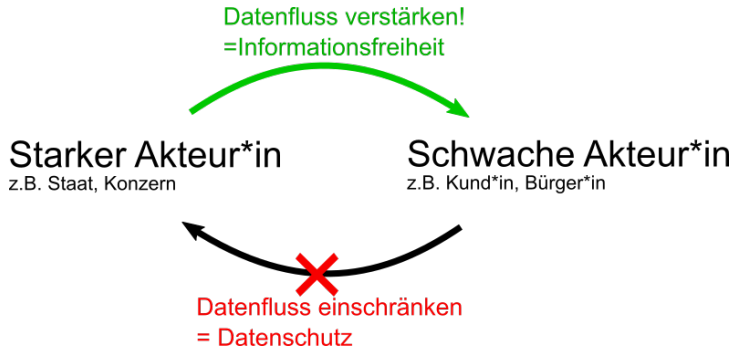 Datenfluss verstärken!
=Informationsfreiheit
Starker Akteur*in
z.B. Staat, Konzern
Schwache Akteur*in
z.B. Kund*in, Bürger*in
Datenfluss einschränken
= Datenschutz